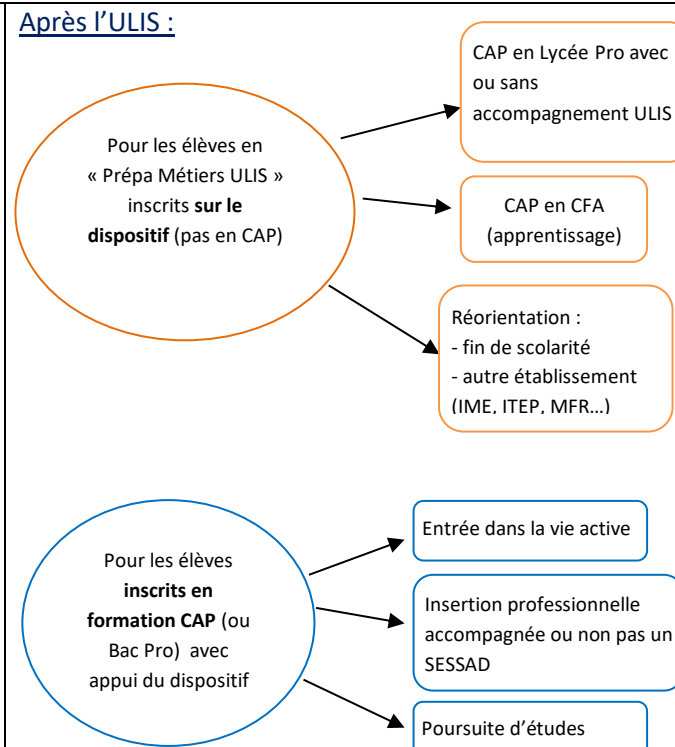 Après l'ULIS :
Pour les élèves en
« Prépa Métiers ULIS »
inscrits sur le
dispositif (pas en CAP)
CAP en Lycée Pro avec
ou sans
accompagnement ULIS
CAP en CFA
(apprentissage)
Réorientation :
- fin de scolarité
- autre établissement
(IME, ITEP, MFR…)
Pour les élèves
inscrits en
formation CAP (ou
Bac Pro) avec
appui du dispositif
Entrée dans la vie active
Insertion professionnelle
accompagnée ou non pas un
SESSAD
Poursuite d'études